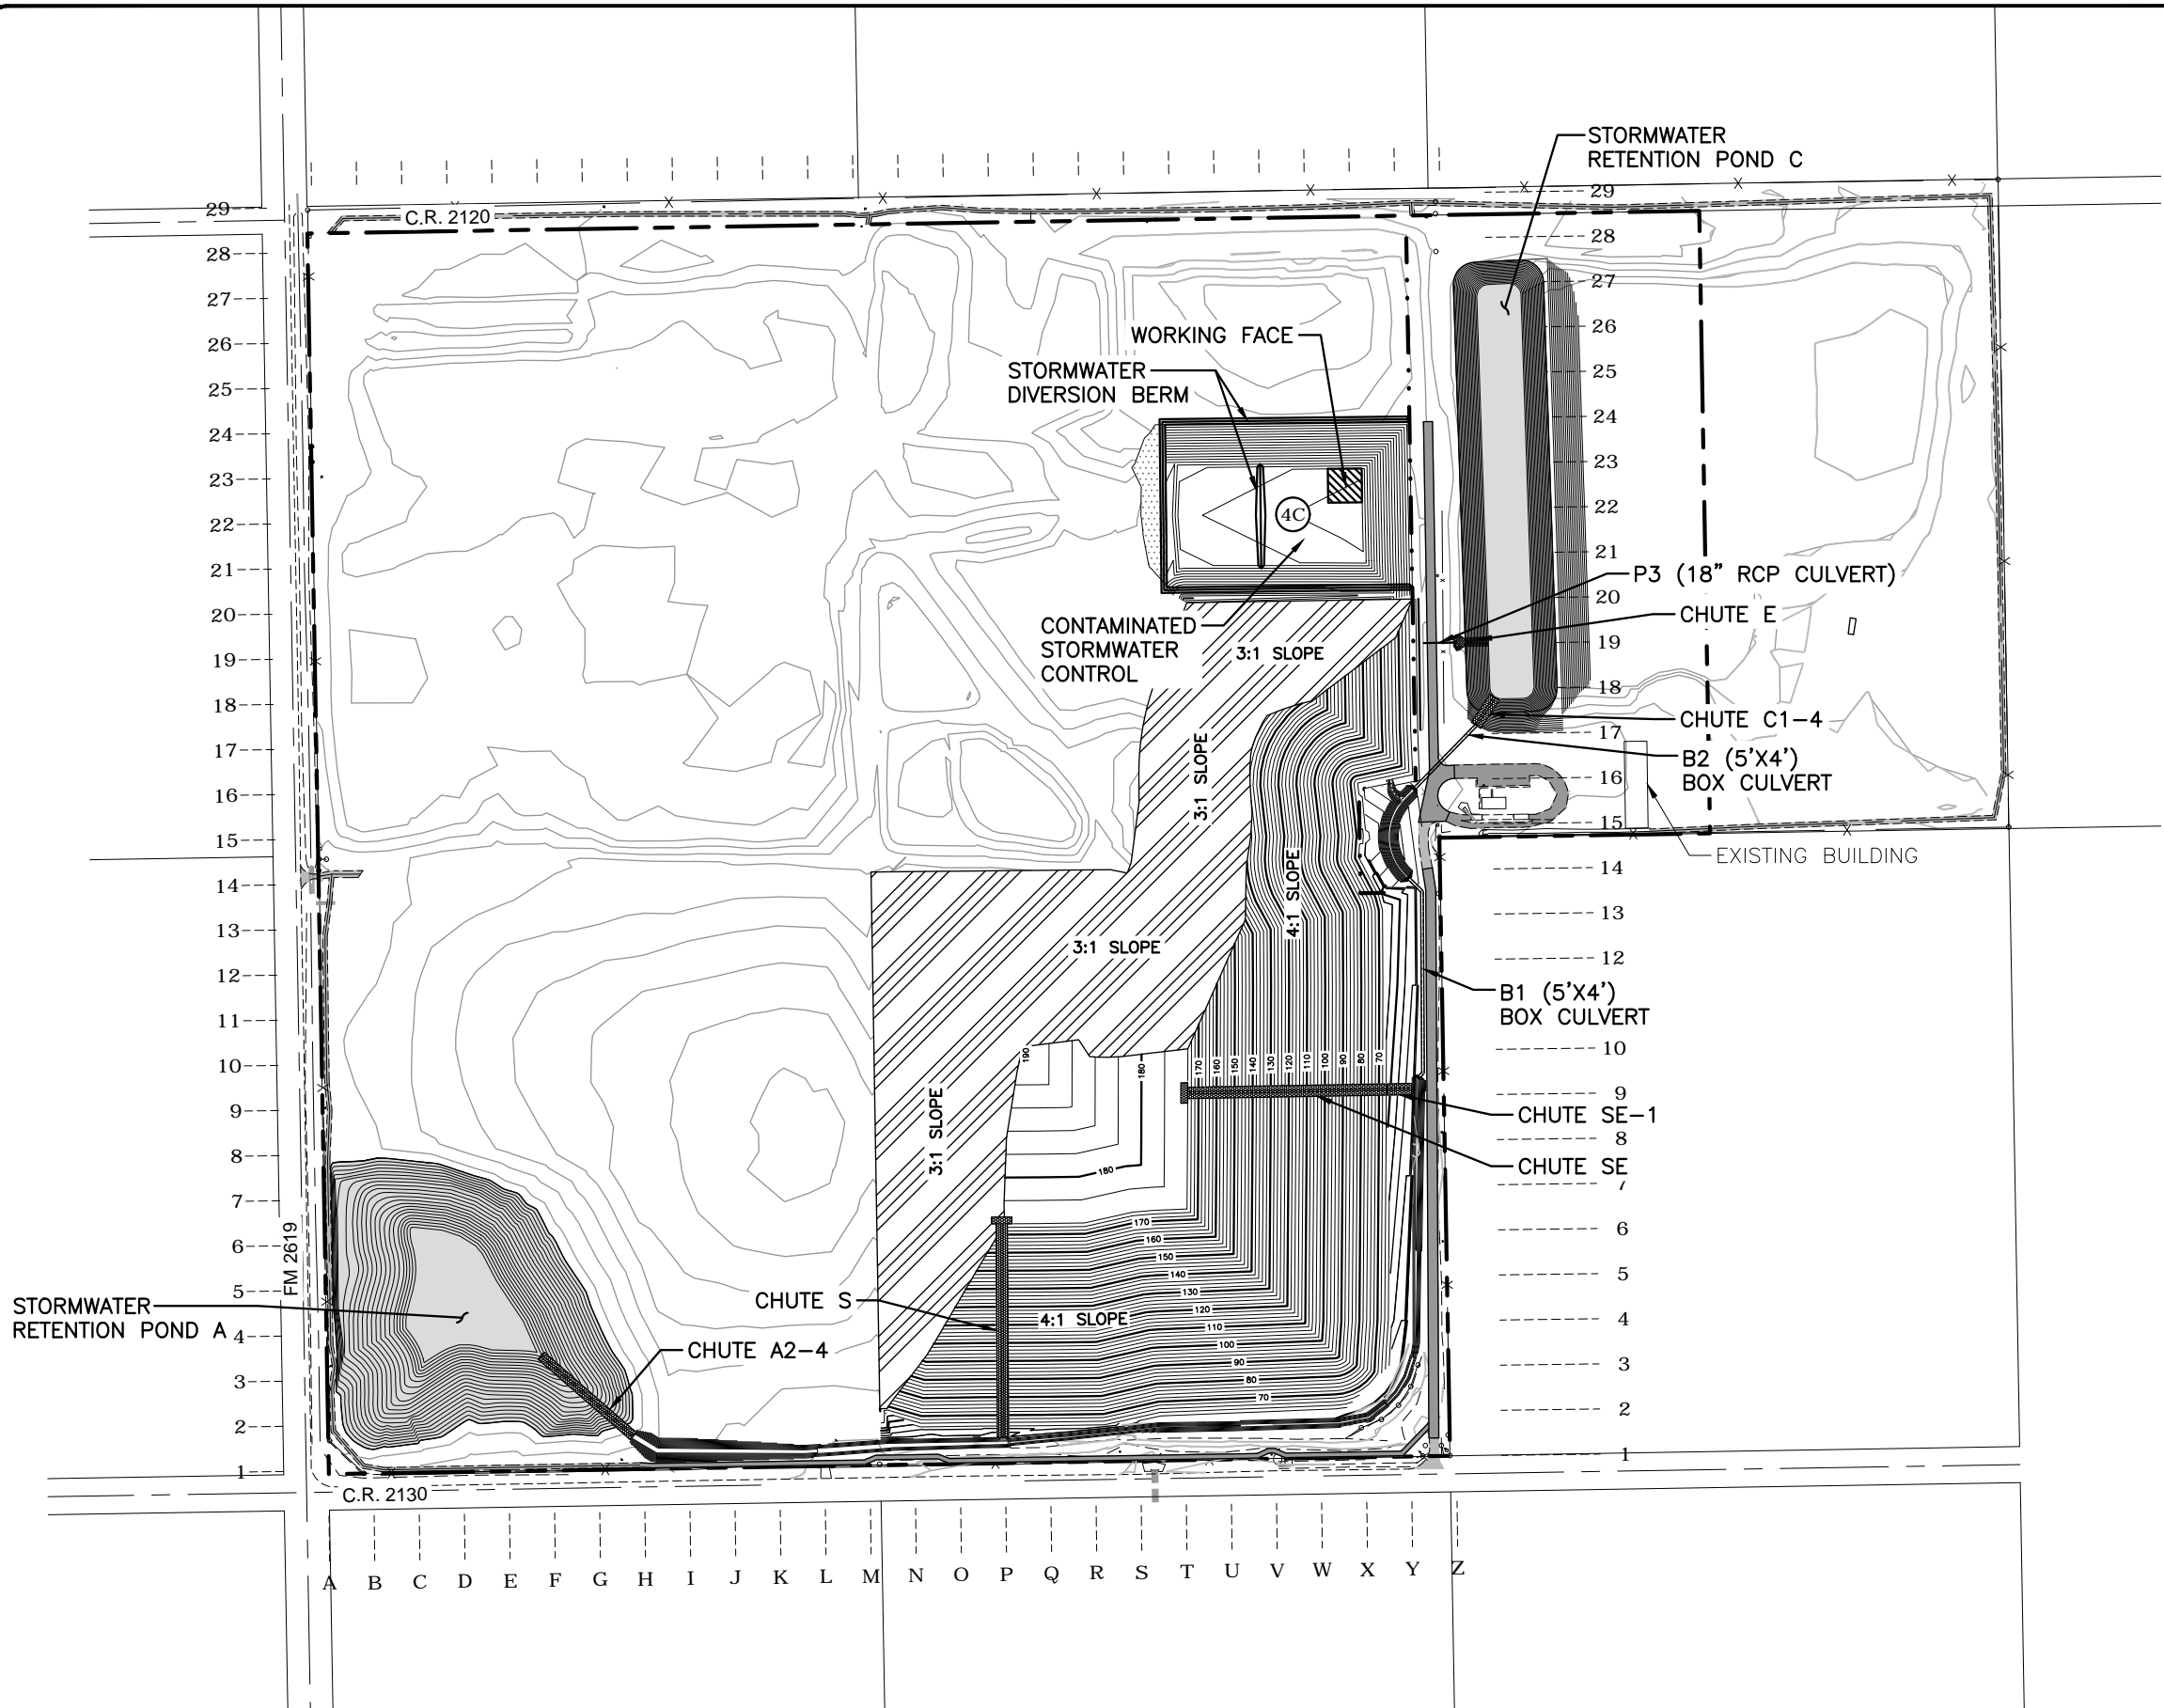 STORMWATER
RETENTION POND C
C.R. 2120
WORKING FACE
STORMWATER
DIVERSION BERM
4C
CONTAMINATED
STORMWATER
CONTROL
P3 (18" RCP CULVERT)
CHUTE E
CHUTE C1-4
B2 (5'X4')
BOX CULVERT
EXISTING BUILDING
3:1 SLOPE
3:1 SLOPE
4:1 SLOPE
3:1 SLOPE
3:1 SLOPE
B1 (5'X4')
BOX CULVERT
190
180
170
160
150
140
130
120
110
100
90
80
70
CHUTE SE-1
CHUTE SE
180
170
160
150
140
130
120
110
100
90
80
70
4:1 SLOPE
CHUTE S
CHUTE A2-4
STORMWATER
RETENTION POND A
FM 2619
C.R. 2130
29
28
27
26
25
24
23
22
21
20
19
18
17
16
15
14
13
12
11
10
9
8
7
6
5
4
3
2
1
29
28
27
26
25
24
23
22
21
20
19
18
17
16
15
14
13
12
10
9
8
7
6
5
4
3
2
1
A B C D E F G H I J K L M N O P Q R S T U V W X Y Z